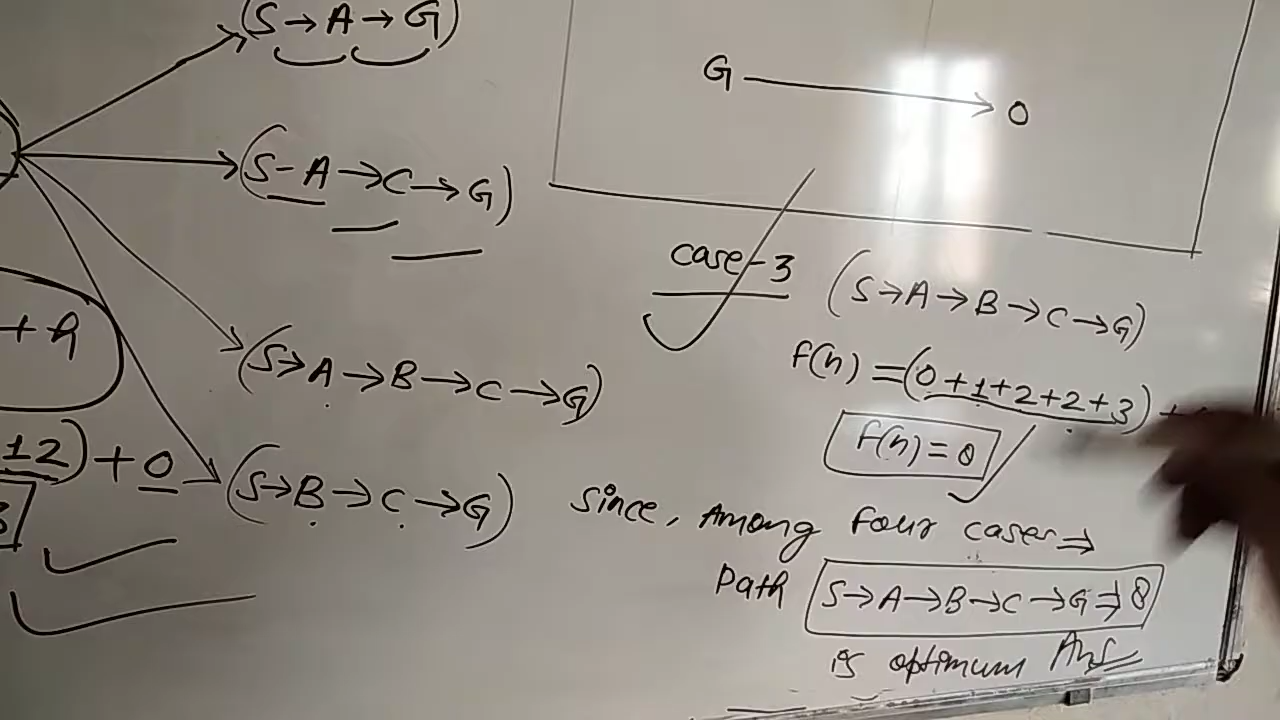 (S→A→G)
(S-A→C→G)
(S→A→B→C→G)
(S→B→C→G)
+h
12)+0
G→0
case-3
(S→A→B→C→G)
f(n)=(0+1+2+2+3)+
f(n)=8
Since, Among four cases⇒
Path S→A→B→C→G⇒8
is optimum Ans